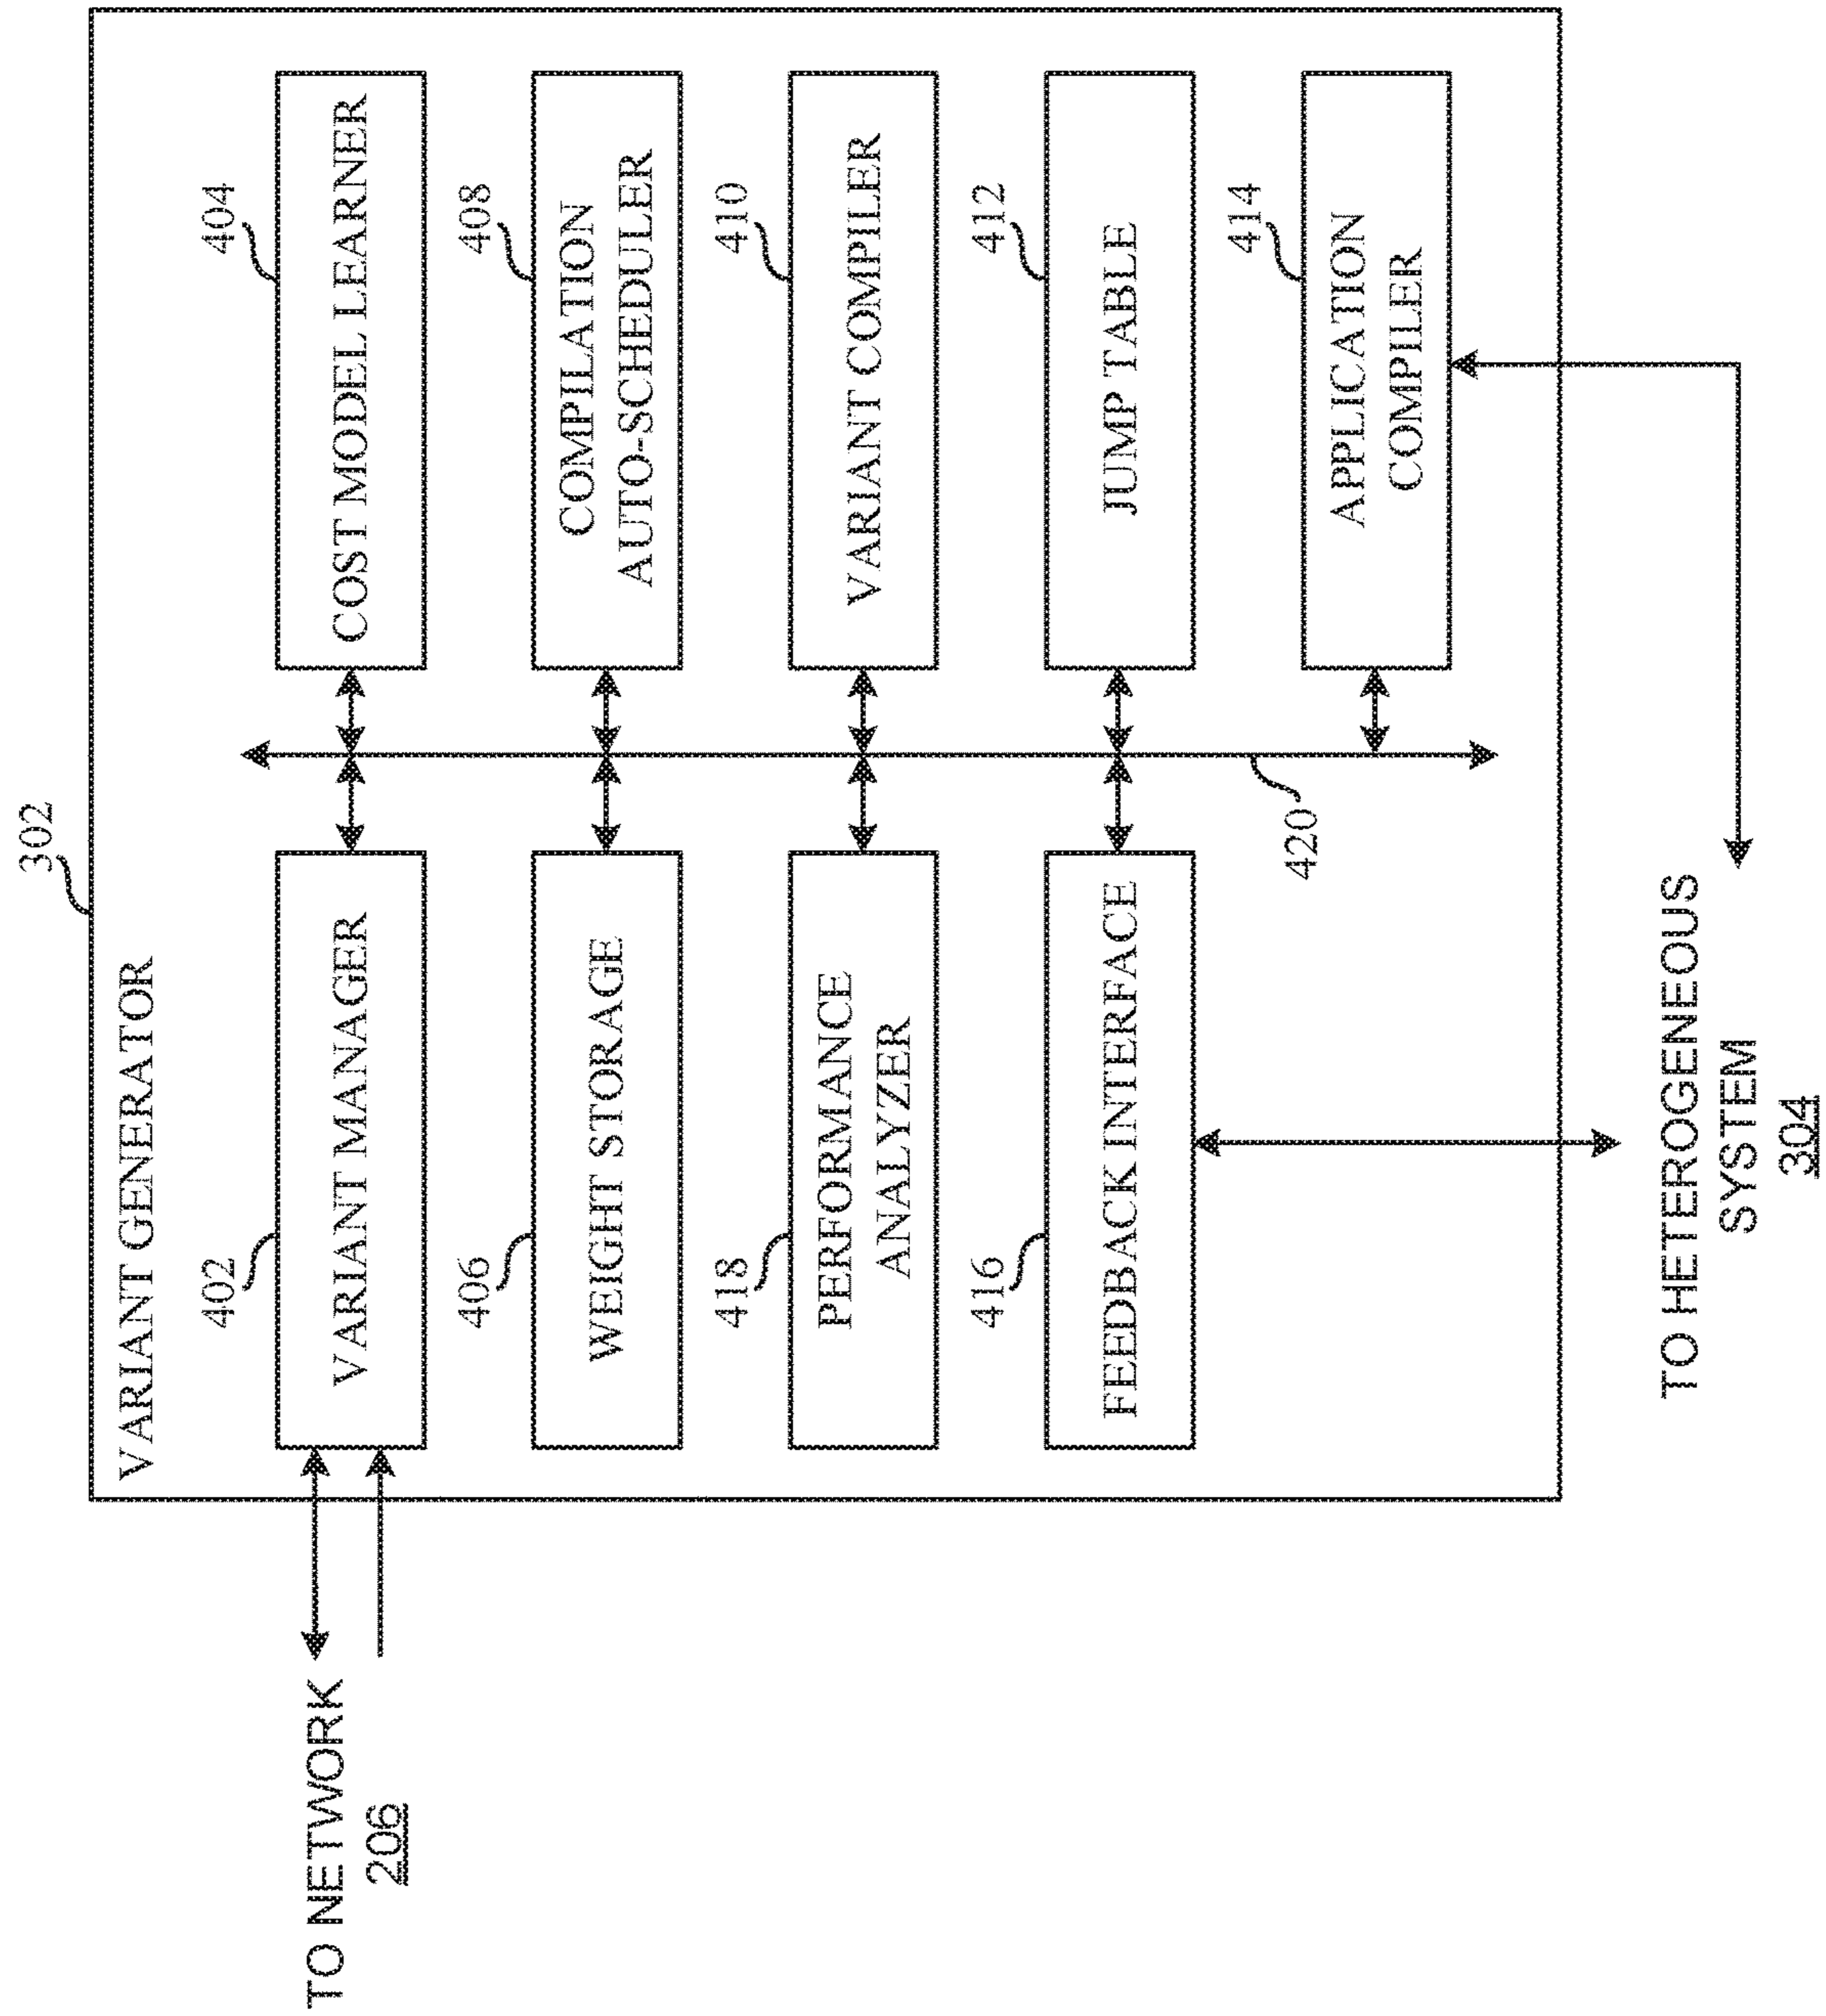 302
VARIANT GENERATOR
402
VARIANT MANAGER
404
COST MODEL LEARNER
406
WEIGHT STORAGE
408
COMPILATION
AUTO-SCHEDULER
418
PERFORMANCE
ANALYZER
410
VARIANT COMPILER
416
FEEDBACK INTERFACE
412
JUMP TABLE
420
414
APPLICATION
COMPILER
TO NETWORK
206
TO HETEROGENEOUS
SYSTEM
304